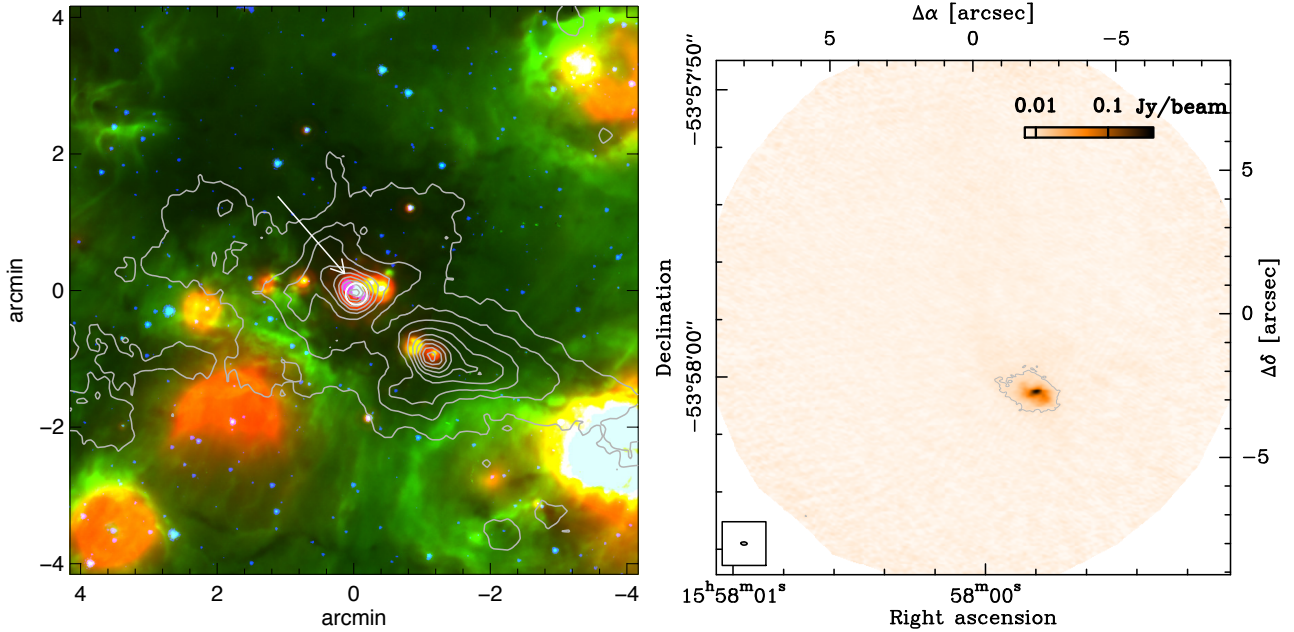 4
2
0
−2
−4
arcmin
4
2
0
−2
−4
arcmin
Δα [arcsec]
5
0
−5
0.01
0.1 Jy/beam
−53°57′50″
−53°58′00″
Declination
5
0
−5
Δδ [arcsec]
15ʰ58ᵐ01ˢ
58ᵐ00ˢ
Right ascension